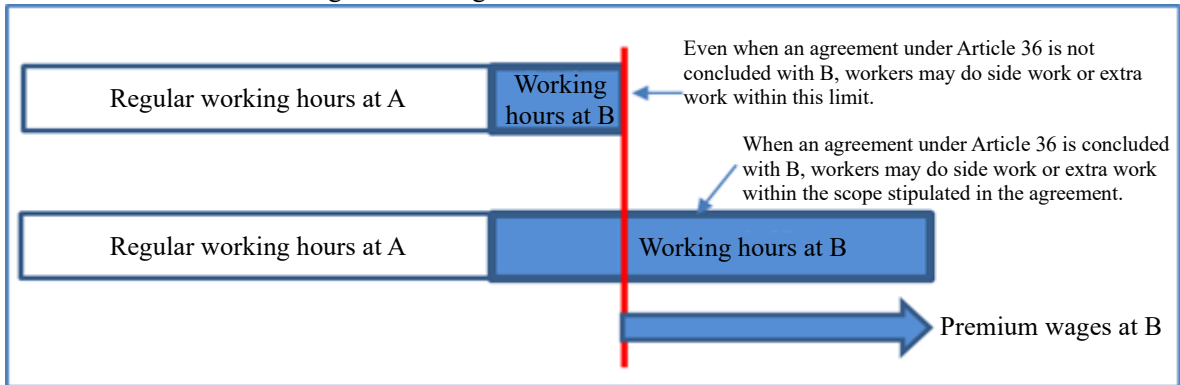 Regular working hours at A
Working
hours at B
Even when an agreement under Article 36 is not
concluded with B, workers may do side work or extra
work within this limit.
When an agreement under Article 36 is concluded
with B, workers may do side work or extra work
within the scope stipulated in the agreement.
Regular working hours at A
Working hours at B
Premium wages at B